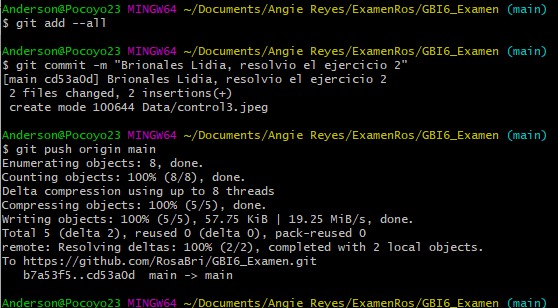 Anderson@Pocoyo23 MINGW64 ~/Documents/Angie Reyes/ExamenRos/GBI6_Examen (main)
$ git add --all
Anderson@Pocoyo23 MINGW64 ~/Documents/Angie Reyes/ExamenRos/GBI6_Examen (main)
$ git commit -m "Brionales Lidia, resolvio el ejercicio 2"
[main cd53a0d] Brionales Lidia, resolvio el ejercicio 2
2 files changed, 2 insertions(+)
create mode 100644 Data/control3.jpeg
Anderson@Pocoyo23 MINGW64 ~/Documents/Angie Reyes/ExamenRos/GBI6_Examen (main)
$ git push origin main
Enumerating objects: 8, done.
Counting objects: 100% (8/8), done.
Delta compression using up to 8 threads
Compressing objects: 100% (5/5), done.
Writing objects: 100% (5/5), 57.75 KiB | 19.25 MiB/s, done.
Total 5 (delta 2), reused 0 (delta 0), pack-reused 0
remote: Resolving deltas: 100% (2/2), completed with 2 local objects.
To https://github.com/RosaBri/GBI6_Examen.git
b7a53f5..cd53a0d  main -> main
Anderson@Pocoyo23 MINGW64 ~/Documents/Angie Reyes/ExamenRos/GBI6_Examen (main)